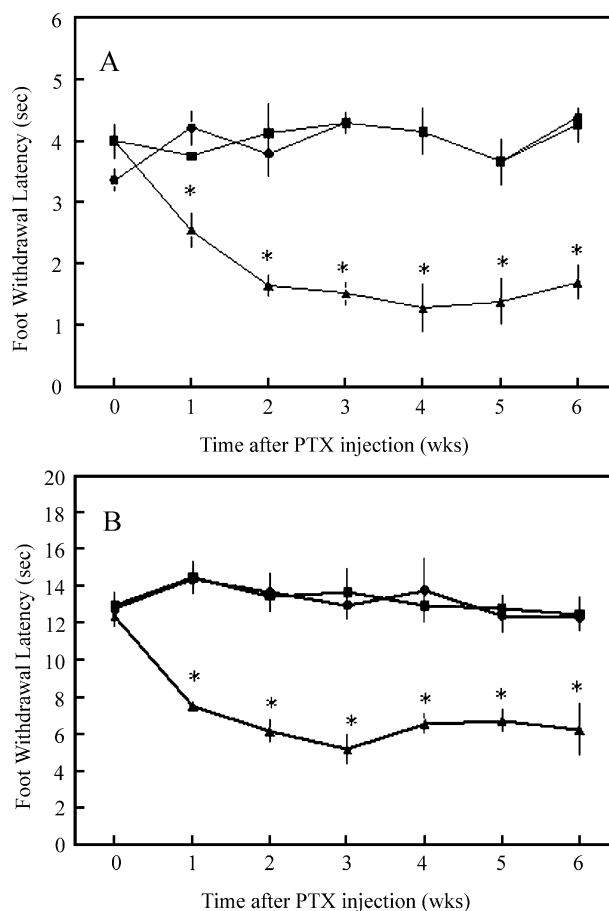 6
A
5
4
3
2
1
0
Foot Withdrawal Latency (sec)
* * * * * *
0 1 2 3 4 5 6
Time after PTX injection (wks)
20
18
B
16
14
12
10
8
6
4
2
0
Foot Withdrawal Latency (sec)
* * * * * *
0 1 2 3 4 5 6
Time after PTX injection (wks)